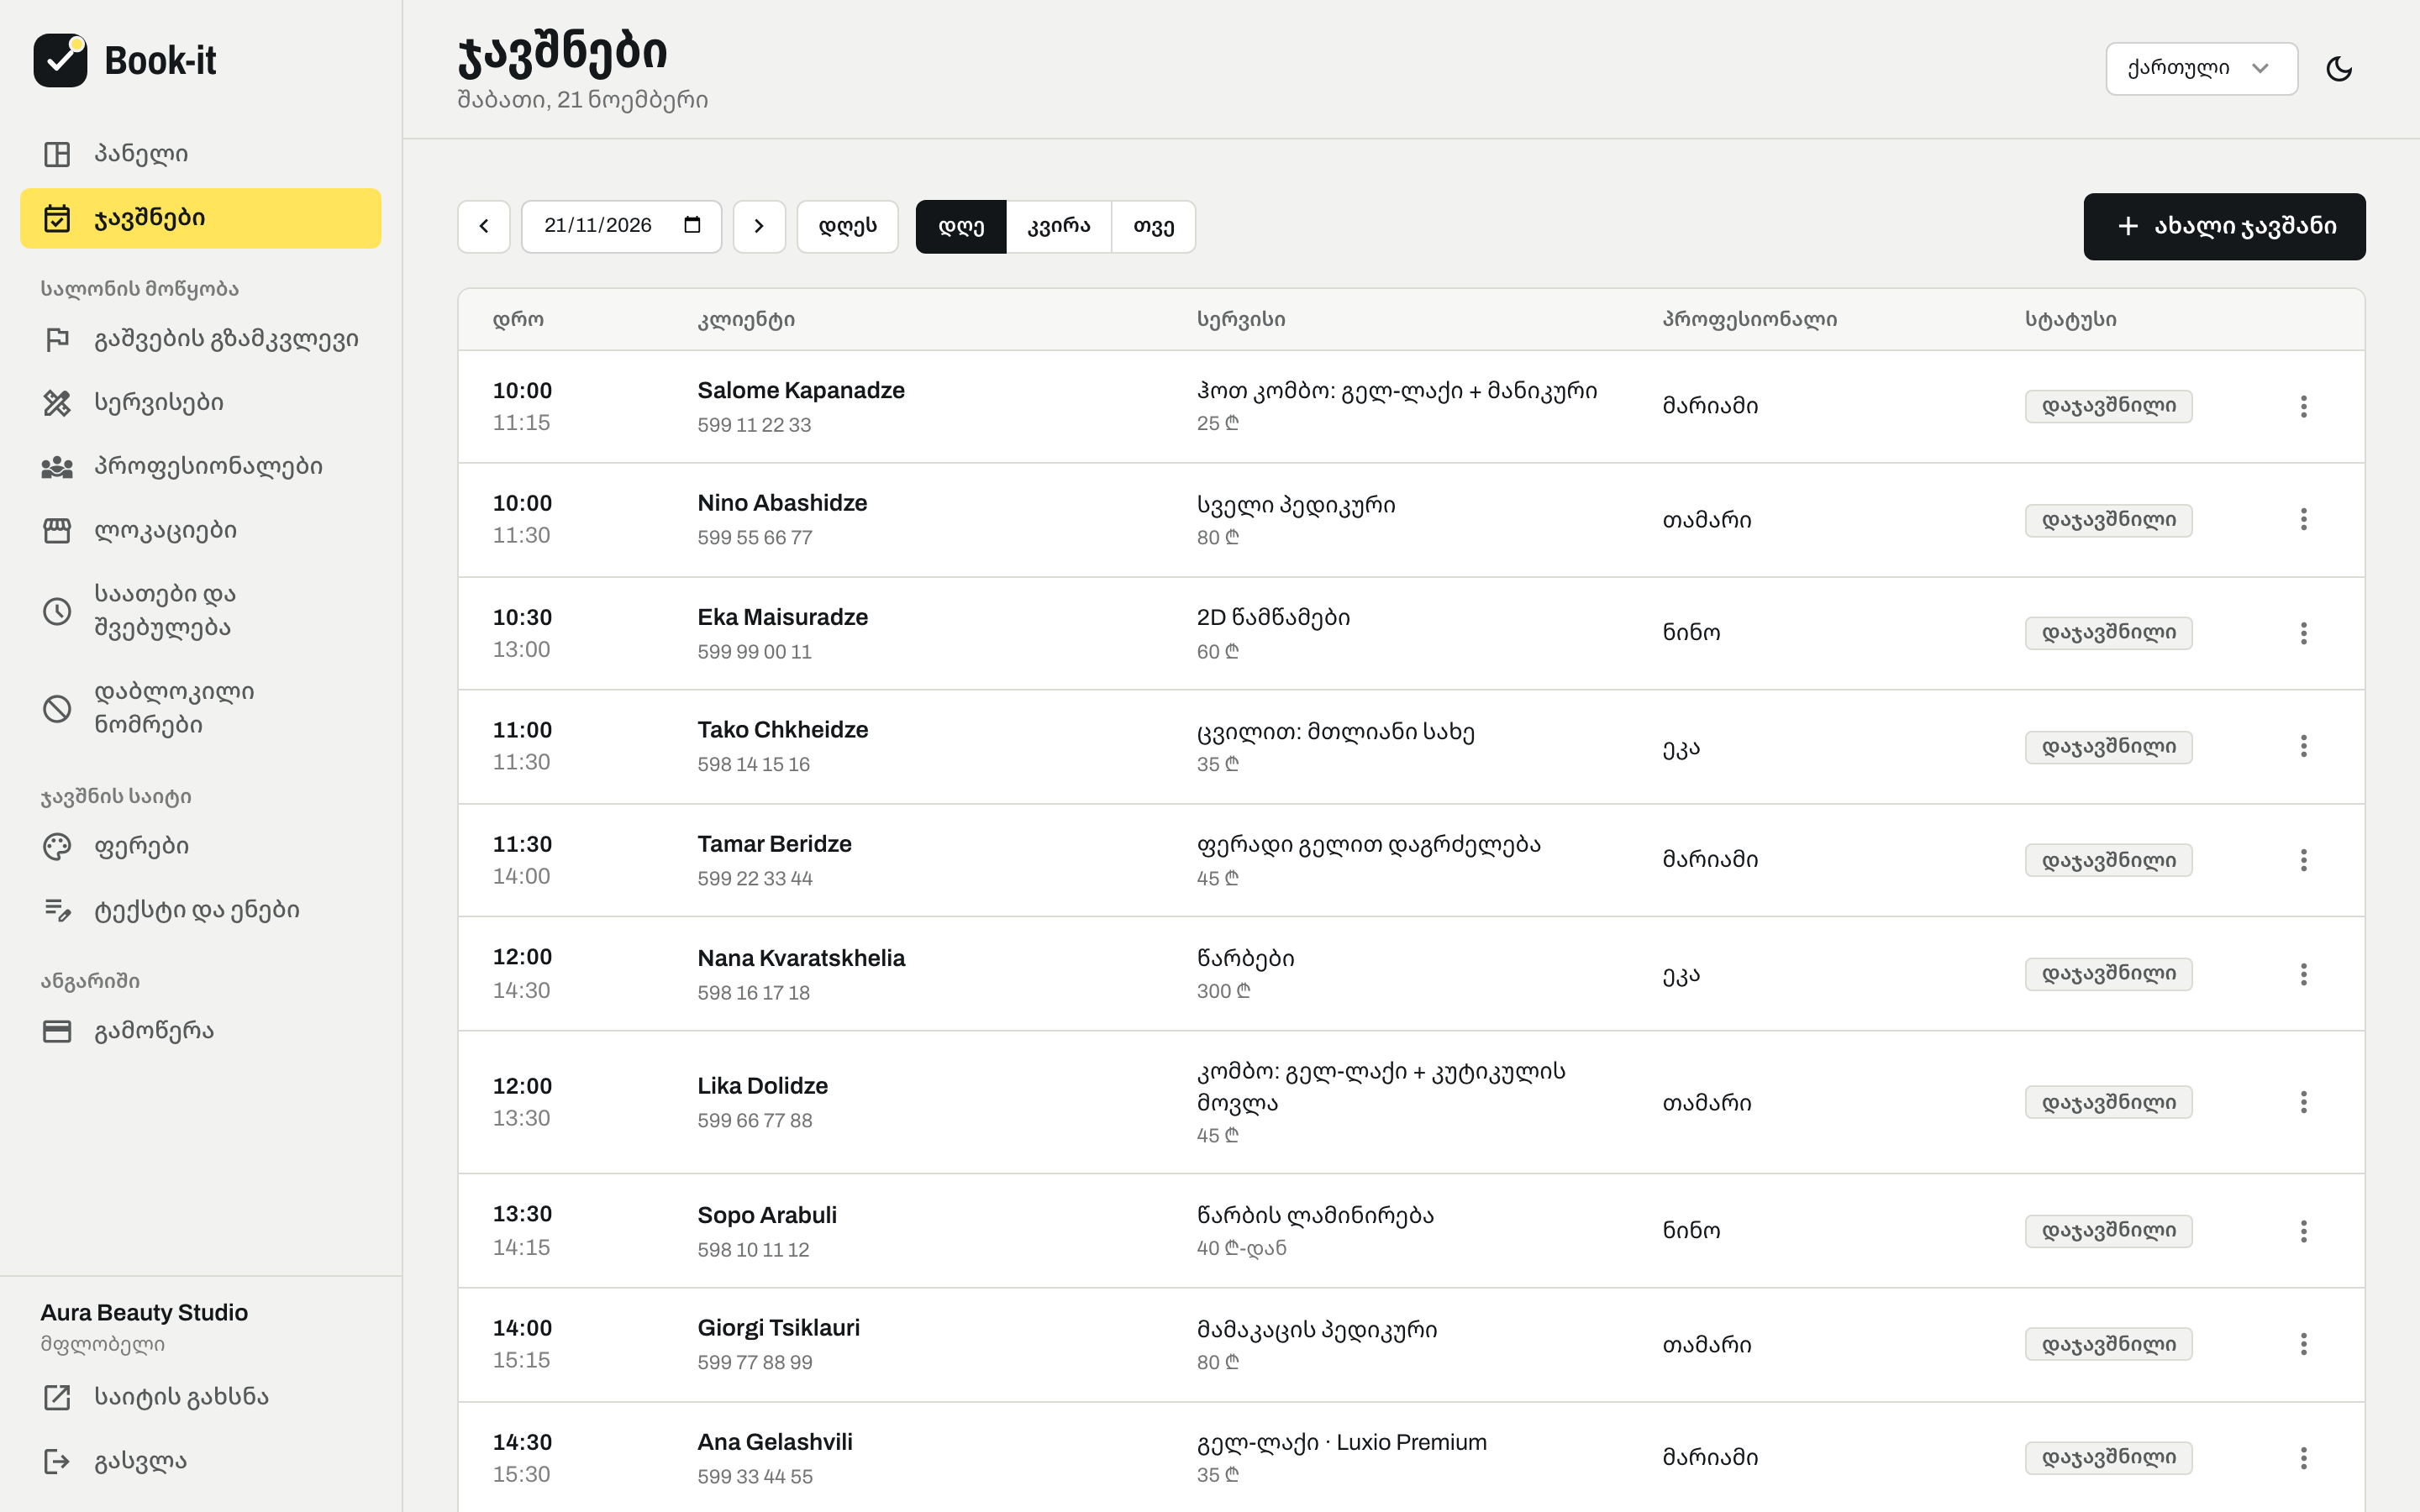 Book-it
პანელი
ჯავშნები
სალონის მოწყობა
გაშვების გზამკვლევი
სერვისები
პროფესიონალები
ლოკაციები
საათები და
შვებულება
დაბლოკილი
ნომრები
ჯავშნის საიტი
ფერები
ტექსტი და ენები
ანგარიში
გამოწერა
Aura Beauty Studio
მფლობელი
საიტის გახსნა
გასვლა
ჯავშნები
შაბათი, 21 ნოემბერი
ქართული
21/11/2026
დღეს
დღე
კვირა
თვე
+ ახალი ჯავშანი
დრო კლიენტი სერვისი პროფესიონალი სტატუსი
10:00 Salome Kapanadze ჰოთ კომბო: გელ-ლაქი + მანიკური მარიამი დაჯავშნილი
11:15 599 11 22 33 25 ₾
10:00 Nino Abashidze სველი პედიკური თამარი დაჯავშნილი
11:30 599 55 66 77 80 ₾
10:30 Eka Maisuradze 2D წამწამები ნინო დაჯავშნილი
13:00 599 99 00 11 60 ₾
11:00 Tako Chkheidze ცვილით: მთლიანი სახე ეკა დაჯავშნილი
11:30 598 14 15 16 35 ₾
11:30 Tamar Beridze ფერადი გელით დაგრძელება მარიამი დაჯავშნილი
14:00 599 22 33 44 45 ₾
12:00 Nana Kvaratskhelia წარბები ეკა დაჯავშნილი
14:30 598 16 17 18 300 ₾
12:00 Lika Dolidze კომბო: გელ-ლაქი + კუტიკულის მოვლა თამარი დაჯავშნილი
13:30 599 66 77 88 45 ₾
13:30 Sopo Arabuli წარბის ლამინირება ნინო დაჯავშნილი
14:15 598 10 11 12 40 ₾-დან
14:00 Giorgi Tsiklauri მამაკაცის პედიკური თამარი დაჯავშნილი
15:15 599 77 88 99 80 ₾
14:30 Ana Gelashvili გელ-ლაქი · Luxio Premium მარიამი დაჯავშნილი
15:30 599 33 44 55 35 ₾